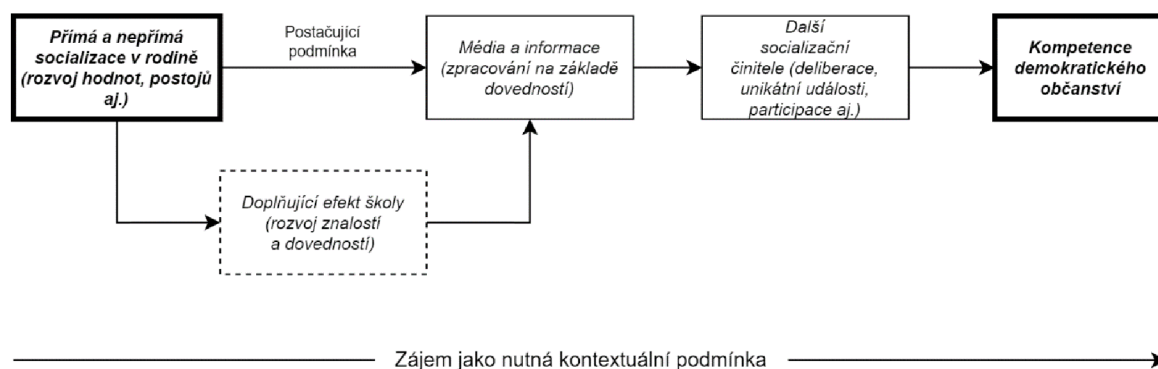 Přímá a nepřímá
socializace v rodině
(rozvoj hodnot, postojů
aj.)
Postačující
podmínka
Média a informace
(zpracování na základě
dovedností)
Další
socializační
činitele (deliberace,
unikátní události,
participace aj.)
Kompetence
demokratického
občanství
Doplňující efekt školy
(rozvoj znalostí
a dovedností)
Zájem jako nutná kontextuální podmínka